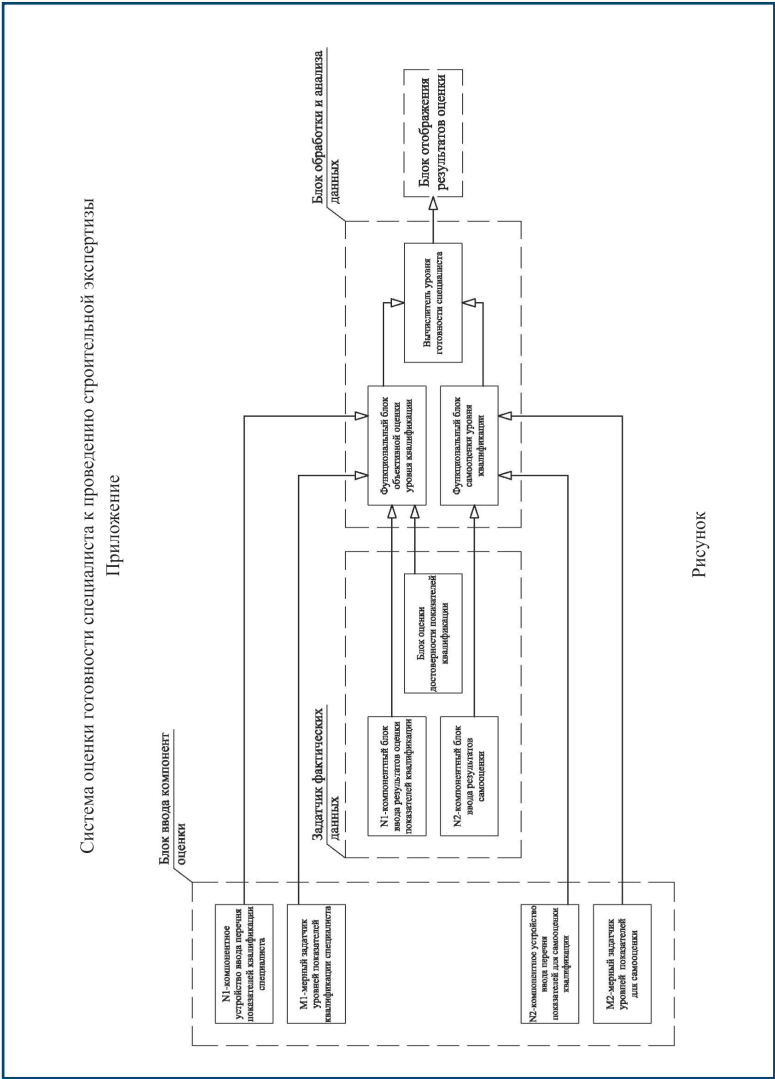 Система оценки готовности специалиста к проведению строительной экспертизы
Приложение
Блок ввода компонент
оценки
N1-компонентное
устройство ввода перечня
показателей квалификации
специалиста
M1-мерный задатчик
уровней показателей
квалификации специалиста
N2-компонентное устройство
ввода перечня
показателей для самооценки
квалификации
M2-мерный задатчик
уровней показателей
для самооценки
Задатчик фактических
данных
N1-компонентный блок
ввода результатов оценки
показателей квалификации
N2-компонентный блок
ввода результатов
самооценки
Блок оценки
достоверности показателей
квалификации
Блок обработки и анализа
данных
Функциональный блок
объективной оценки
уровня квалификации
Функциональный блок
самооценки уровня
квалификации
Вычислитель уровня
готовности специалиста
Блок отображения
результатов оценки
Рисунок